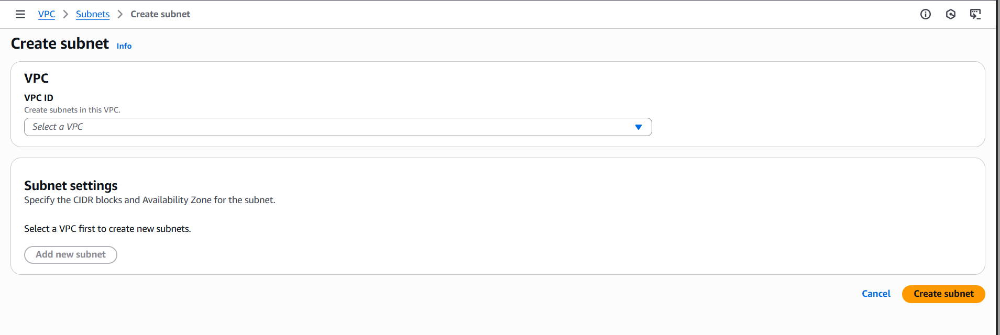 VPC > Subnets > Create subnet
Create subnet Info
VPC
VPC ID
Create subnets in this VPC.
Select a VPC
Subnet settings
Specify the CIDR blocks and Availability Zone for the subnet.
Select a VPC first to create new subnets.
Add new subnet
Cancel Create subnet